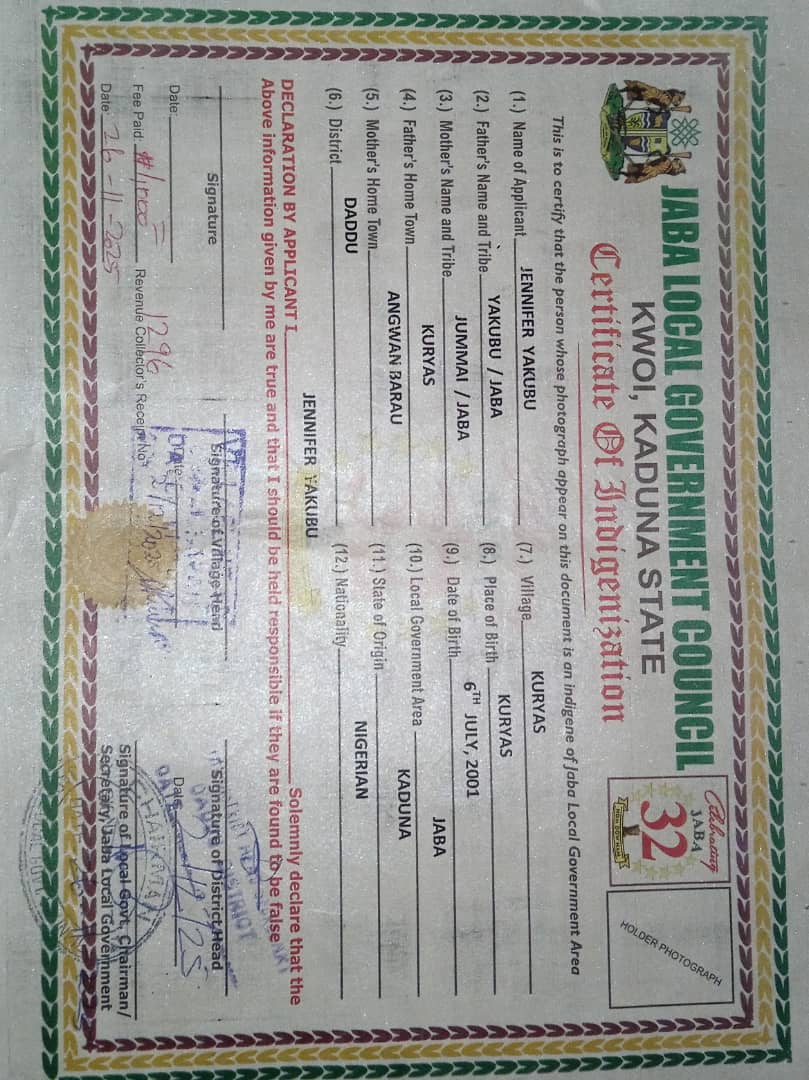 JABA LOCAL GOVERNMENT COUNCIL
KWOI, KADUNA STATE
Certificate Of Indigenization
Celebrating
JABA
32
HOLDER PHOTOGRAPH
This is to certify that the person whose photograph appear on this document is an indigene of Jaba Local Government Area
(1.) Name of Applicant JENNIFER YAKUBU
(2.) Father's Name and Tribe YAKUBU / JABA
(3.) Mother's Name and Tribe JUMMAI / JABA
(4.) Father's Home Town KURYAS
(5.) Mother's Home Town ANGWAN BARAU
(6.) District DADDU
(7.) Village KURYAS
(8.) Place of Birth KURYAS
(9.) Date of Birth 6TH JULY, 2001
(10.) Local Government Area JABA
(11.) State of Origin KADUNA
(12.) Nationality NIGERIAN
DECLARATION BY APPLICANT I JENNIFER YAKUBU Solemnly declare that the
Above information given by me are true and that I should be held responsible if they are found to be false
Signature
Signature of Village Head
Signature of District Head
Date:
Date
Date
Fee Paid: #1,000= Revenue Collector's Receipt No: 1296
Date: 26-11-2025
Signature of Local Govt, Chairman/
Secretary, Jaba Local Government